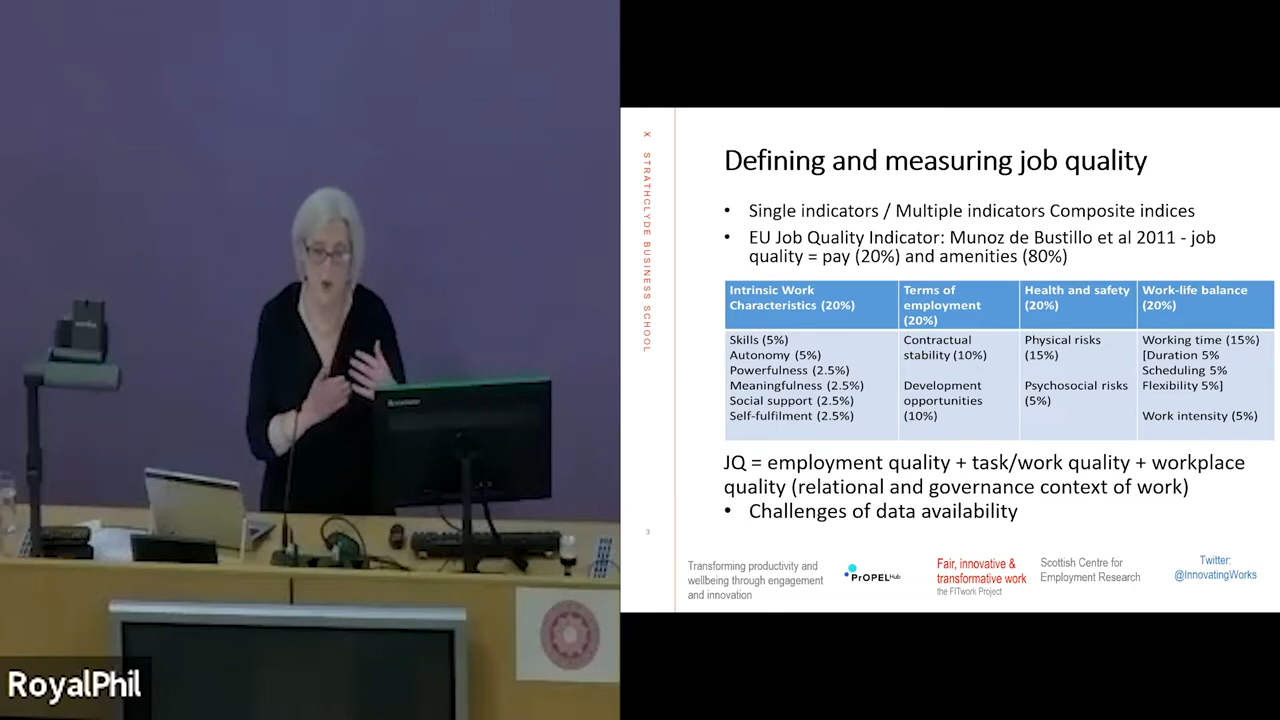 X STRATHCLYDE BUSINESS SCHOOL
Defining and measuring job quality
• Single indicators / Multiple indicators Composite indices
• EU Job Quality Indicator: Munoz de Bustillo et al 2011 - job
quality = pay (20%) and amenities (80%)
Intrinsic Work
Characteristics (20%)
Terms of
employment
(20%)
Health and safety
(20%)
Work-life balance
(20%)
Skills (5%)
Autonomy (5%)
Powerfulness (2.5%)
Meaningfulness (2.5%)
Social support (2.5%)
Self-fulfilment (2.5%)
Contractual
stability (10%)
Development
opportunities
(10%)
Physical risks
(15%)
Psychosocial risks
(5%)
Working time (15%)
[Duration 5%
Scheduling 5%
Flexibility 5%]
Work intensity (5%)
JQ = employment quality + task/work quality + workplace
quality (relational and governance context of work)
• Challenges of data availability
3
Transforming productivity and
wellbeing through engagement
and innovation
PrOPEL Hub
Fair, innovative &
transformative work
the FITwork Project
Scottish Centre for
Employment Research
Twitter:
@InnovatingWorks
RoyalPhil